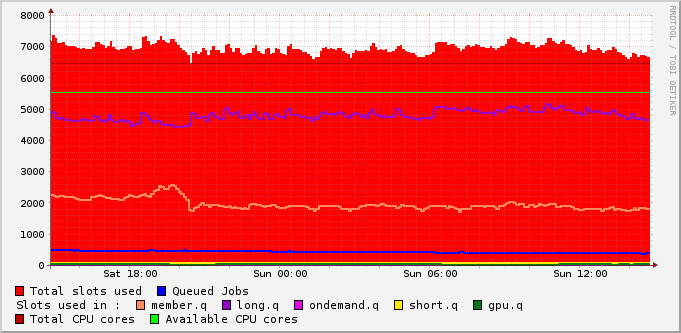 8000
7000
6000
5000
4000
3000
2000
1000
0
Sat 18:00 Sun 00:00 Sun 06:00 Sun 12:00
RRDTOOL / TOBI OETIKER
Total slots used Queued Jobs
Slots used in : member.q long.q ondemand.q short.q gpu.q
Total CPU cores Available CPU cores